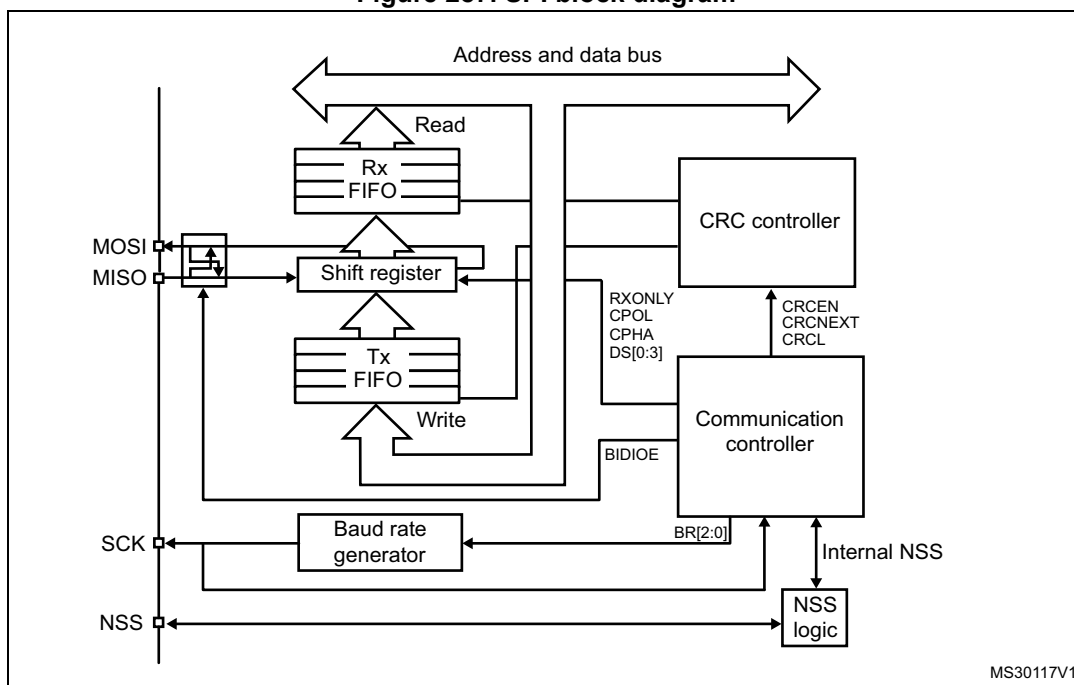 Address and data bus
Read
Rx
FIFO
CRC controller
MOSI
MISO
Shift register
RXONLY
CPOL
CPHA
DS[0:3]
CRCEN
CRCNEXT
CRCL
Tx
FIFO
Write
Communication
controller
BIDIOE
BR[2:0]
SCK
Baud rate
generator
Internal NSS
NSS
NSS
logic
MS30117V1